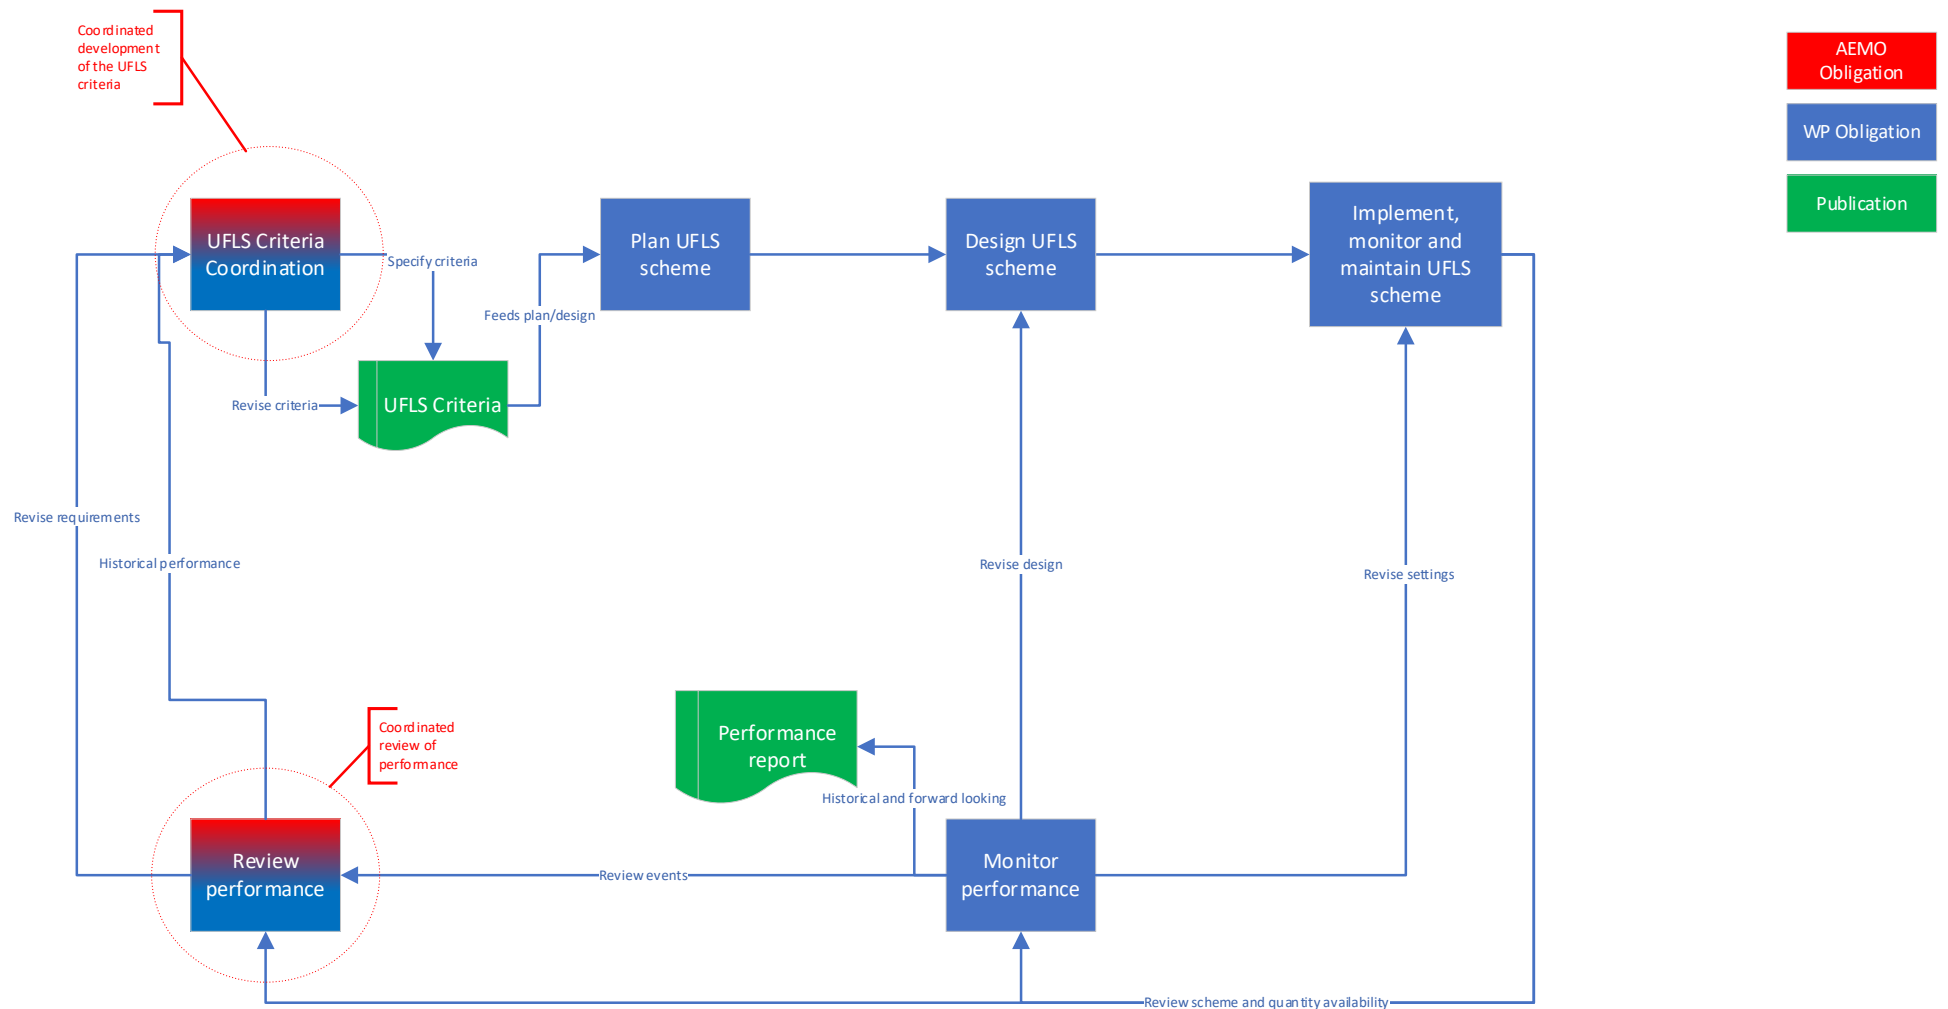 Coordinated
development
of the UFLS
criteria
AEMO
Obligation
WP Obligation
Publication
UFLS Criteria
Coordination
Specify criteria
Plan UFLS
scheme
Design UFLS
scheme
Implement,
monitor and
maintain UFLS
scheme
Feeds plan/design
Revise criteria
UFLS Criteria
Revise requirements
Historical performance
Revise design
Revise settings
Coordinated
review of
performance
Performance
report
Historical and forward looking
Review
performance
Review events
Monitor
performance
Review scheme and quantity availability